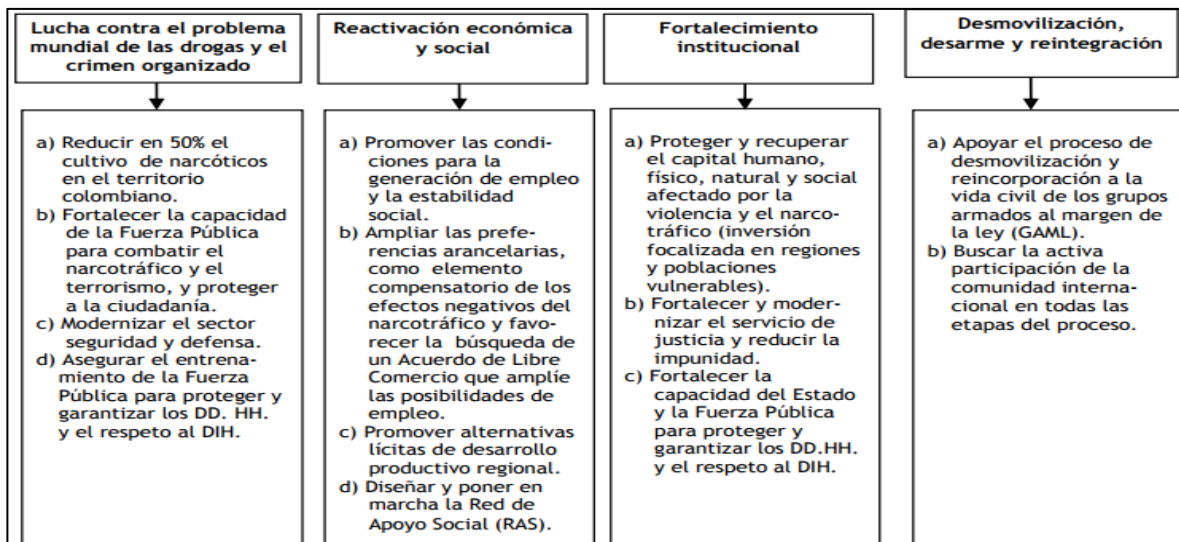 Lucha contra el problema
mundial de las drogas y el
crimen organizado
a) Reducir en 50% el
cultivo de narcóticos
en el territorio
colombiano.
b) Fortalecer la capacidad
de la Fuerza Pública
para combatir el
narcotráfico y el
terrorismo, y proteger
a la ciudadanía.
c) Modernizar el sector
seguridad y defensa.
d) Asegurar el entrena-
miento de la Fuerza
Pública para proteger y
garantizar los DD. HH.
y el respeto al DIH.
Reactivación económica
y social
a) Promover las condi-
ciones para la
generación de empleo
y la estabilidad
social.
b) Ampliar las prefe-
rencias arancelarias,
como elemento
compensatorio de los
efectos negativos del
narcotráfico y favo-
recer la búsqueda de
un Acuerdo de Libre
Comercio que amplíe
las posibilidades de
empleo.
c) Promover alternativas
lícitas de desarrollo
productivo regional.
d) Diseñar y poner en
marcha la Red de
Apoyo Social (RAS).
Fortalecimiento
institucional
a) Proteger y recuperar
el capital humano,
físico, natural y social
afectado por la
violencia y el narco-
tráfico (inversión
focalizada en regiones
y poblaciones
vulnerables).
b) Fortalecer y moder-
nizar el servicio de
justicia y reducir la
impunidad.
c) Fortalecer la
capacidad del Estado
y la Fuerza Pública
para proteger y
garantizar los DD.HH.
y el respeto al DIH.
Desmovilización,
desarme y reintegración
a) Apoyar el proceso de
desmovilización y
reincorporación a la
vida civil de los grupos
armados al margen de
la ley (GAML).
b) Buscar la activa
participación de la
comunidad interna-
cional en todas las
etapas del proceso.